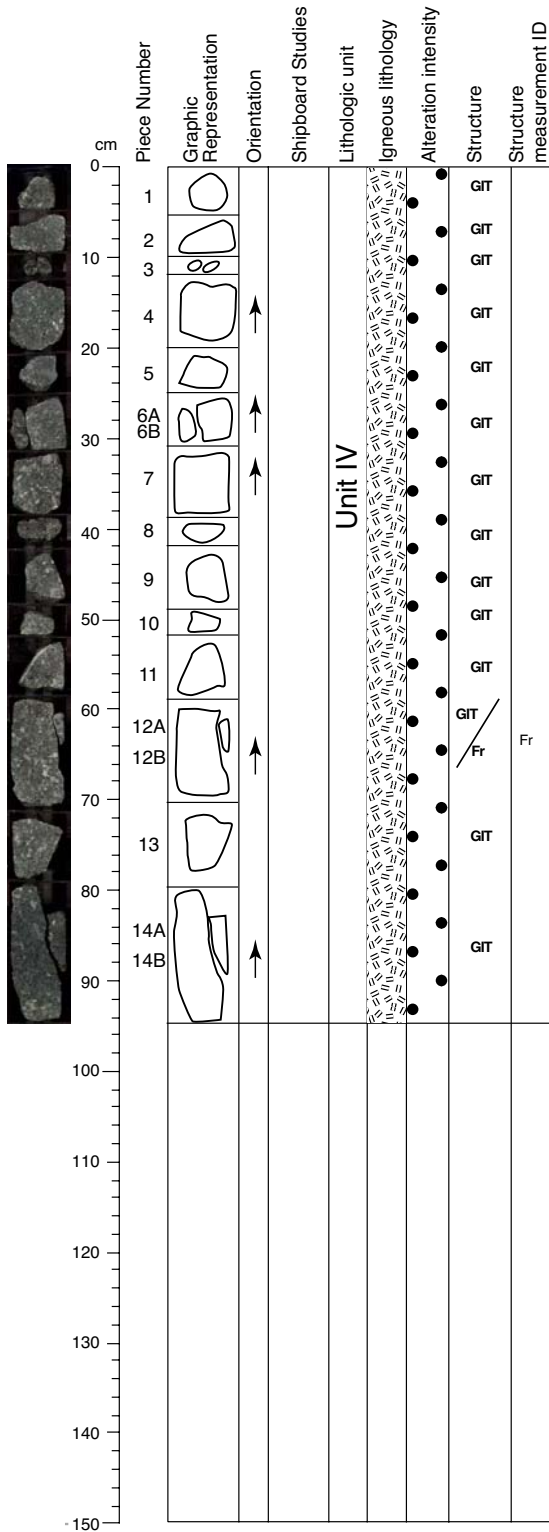 cm
Piece Number
Graphic
Representation
Orientation
Shipboard Studies
Lithologic unit
Igneous lithology
Alteration intensity
Structure
Structure
measurement ID
0
1
GIT
2
GIT
10
3
GIT
4
GIT
20
5
GIT
6A
6B
GIT
30
7
GIT
Unit IV
40
8
GIT
9
GIT
50
10
GIT
11
GIT
60
12A
GIT
12B
Fr
Fr
70
13
GIT
80
14A
14B
GIT
90
100
110
120
130
140
150